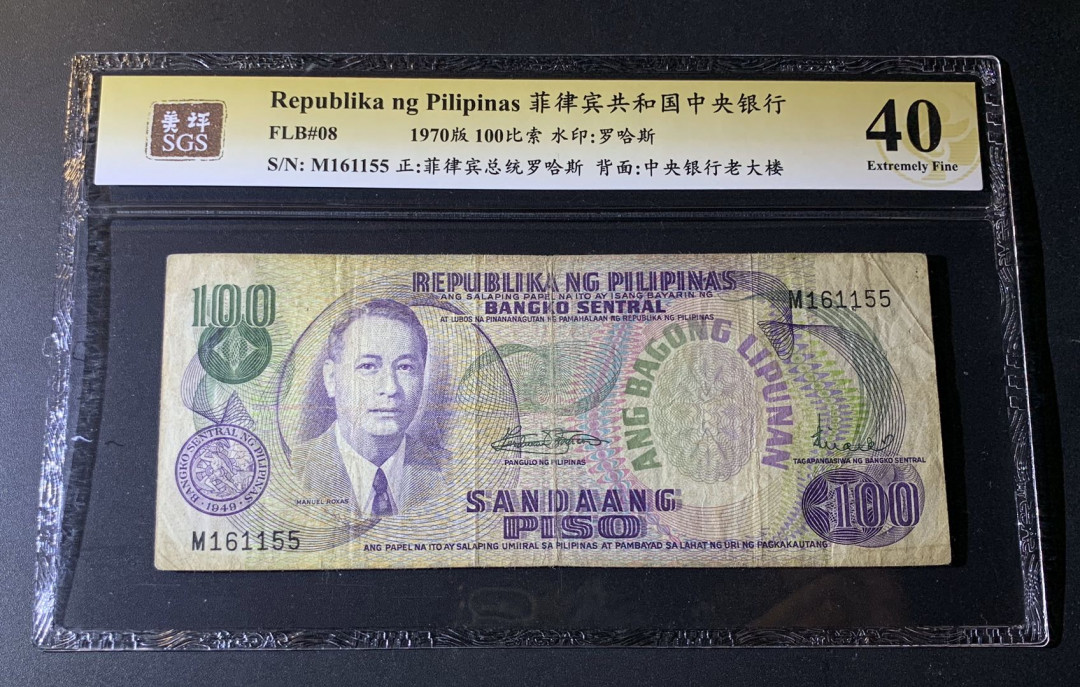 美评
SGS
Republika ng Pilipinas 菲律宾共和国中央银行
FLB#08 1970版 100比索 水印:罗哈斯
S/N: M161155 正:菲律宾总统罗哈斯 背面:中央银行老大楼
40
Extremely Fine
100
REPUBLIKA NG PILIPINAS
ANG SALAPING PAPEL NA ITO AY ISANG BAYARIN NG
BANGKO SENTRAL
AT LUBOS NA PINANANAGUTAN NG PAMAHALAAN NG REPUBLIKA NG PILIPINAS
M161155
ANG BAGONG LIPUNAN
PANGULO NG PILIPINAS
TAGAPANGASIWA NG BANGKO SENTRAL
BANGKO SENTRAL NG PILIPINAS
1949
MANUEL ROXAS
SANDAANG
PISO
100
M161155
ANG PAPEL NA ITO AY SALAPING UMIIRAL SA PILIPINAS AT PAMBAYAD SA LAHAT NG URI NG PAGKAKAUTANG